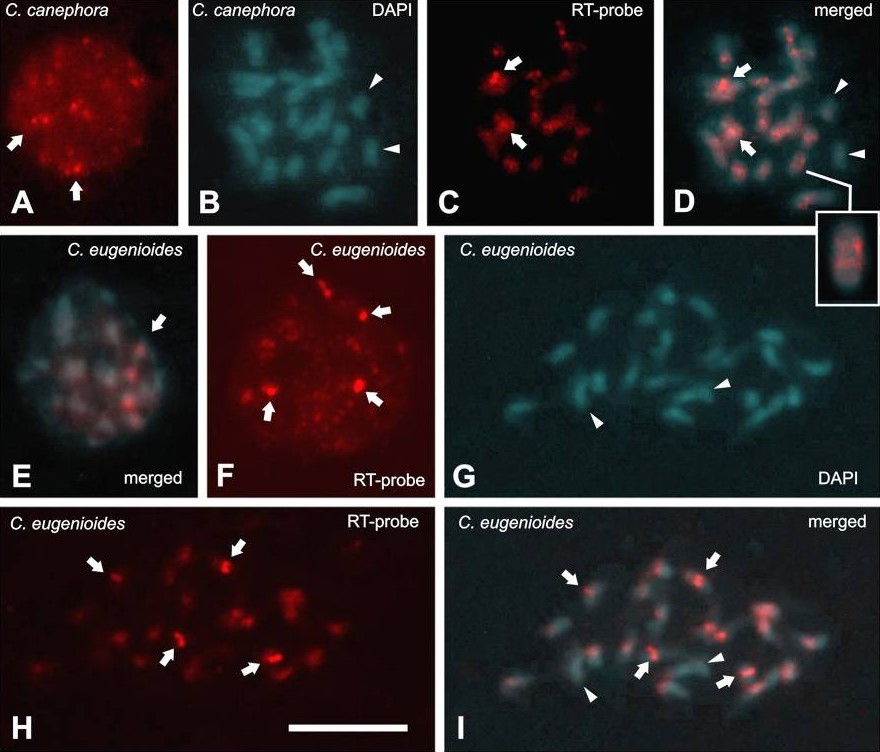 C. canephora
A
C. canephora DAPI
B
RT-probe
C
merged
D
C. eugenioides
E
merged
C. eugenioides
F
RT-probe
C. eugenioides
G
DAPI
C. eugenioides RT-probe
H
C. eugenioides merged
I